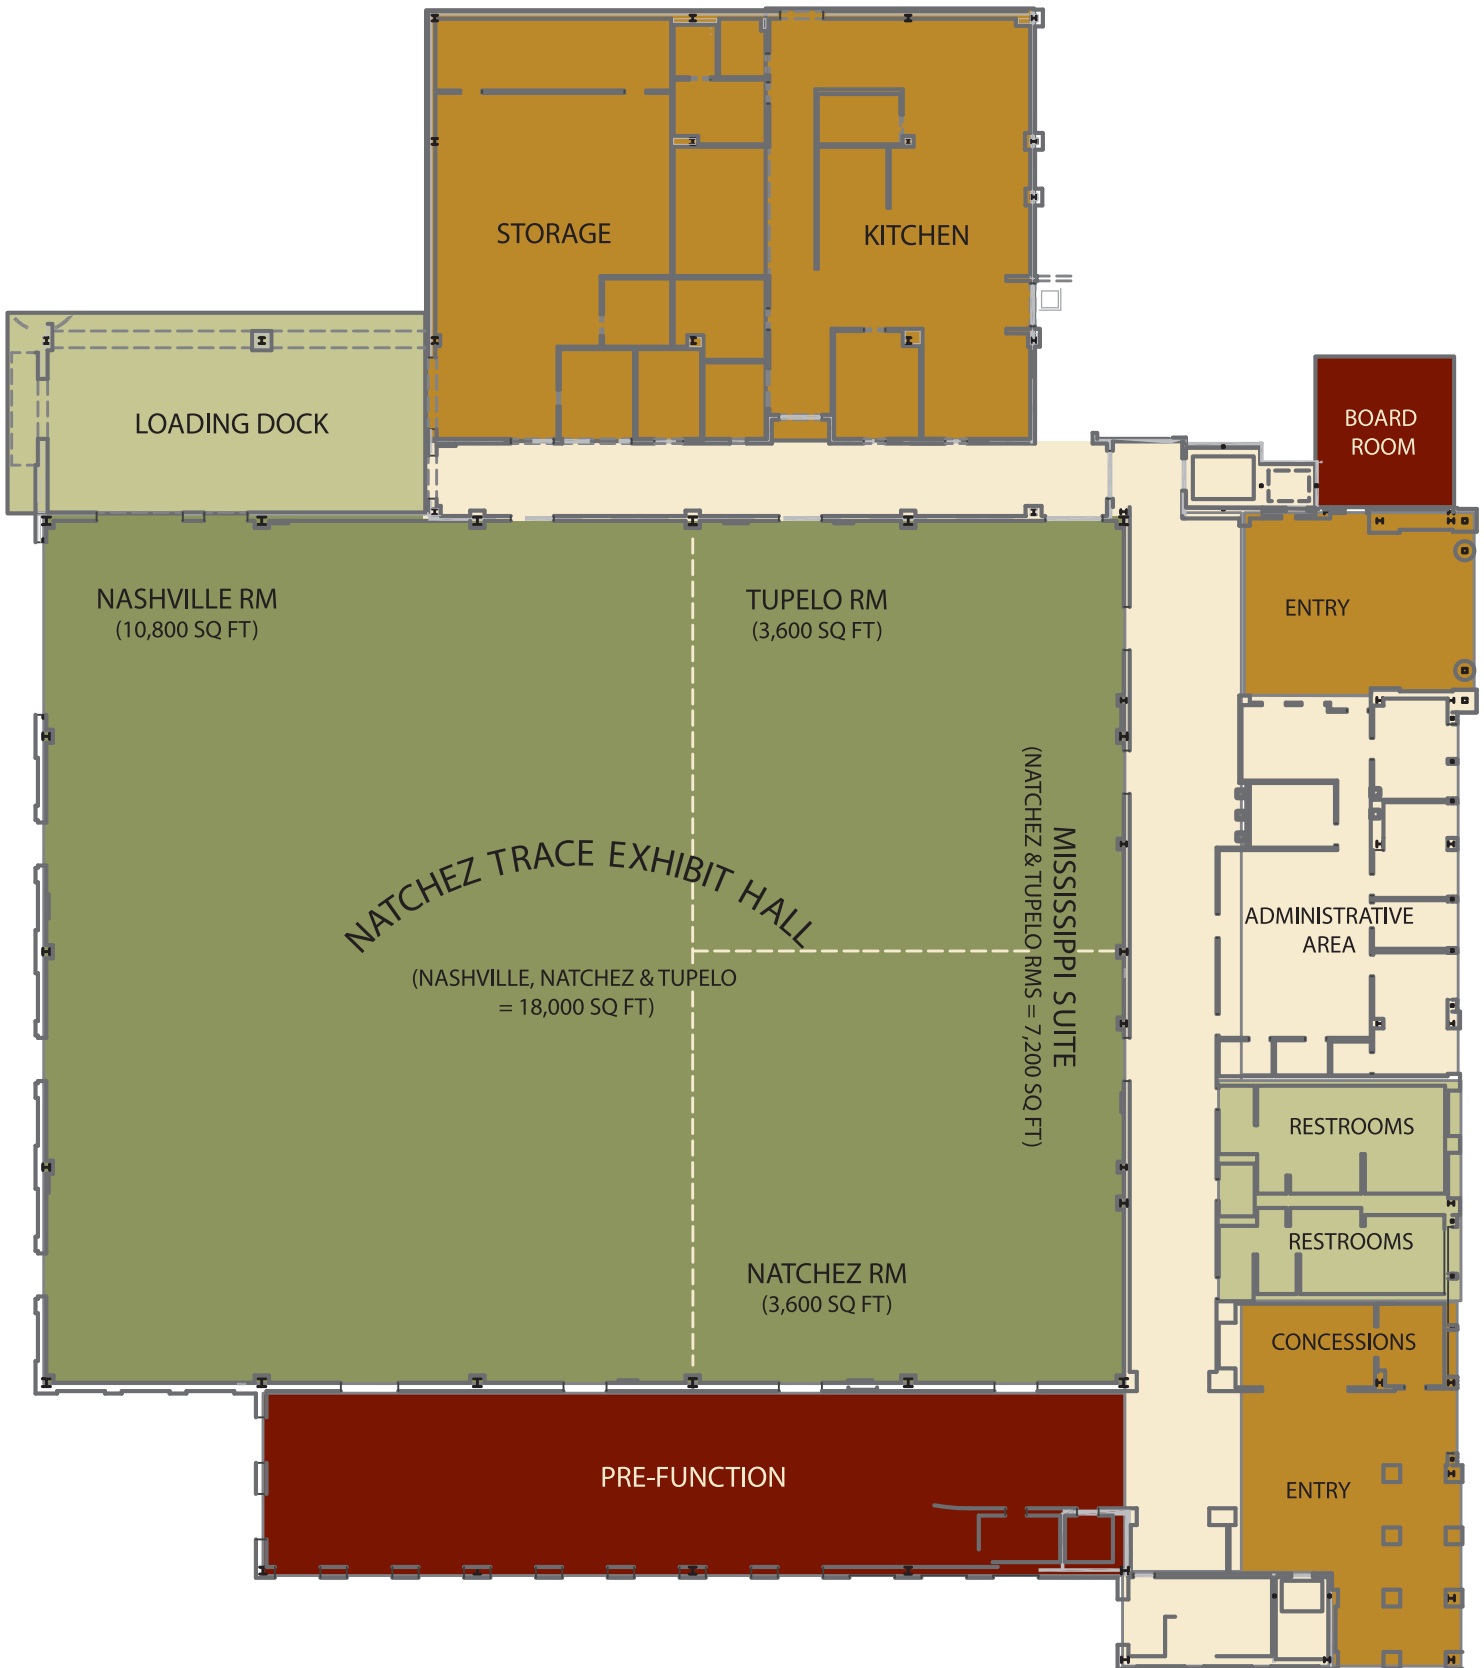 STORAGE
KITCHEN
LOADING DOCK
BOARD
ROOM
NASHVILLE RM
(10,800 SQ FT)
TUPELO RM
(3,600 SQ FT)
ENTRY
NATCHEZ TRACE EXHIBIT HALL
(NASHVILLE, NATCHEZ & TUPELO
= 18,000 SQ FT)
MISSISSIPPI SUITE
(NATCHEZ & TUPELO RMS = 7,200 SQ FT)
ADMINISTRATIVE
AREA
RESTROOMS
RESTROOMS
NATCHEZ RM
(3,600 SQ FT)
CONCESSIONS
PRE-FUNCTION
ENTRY